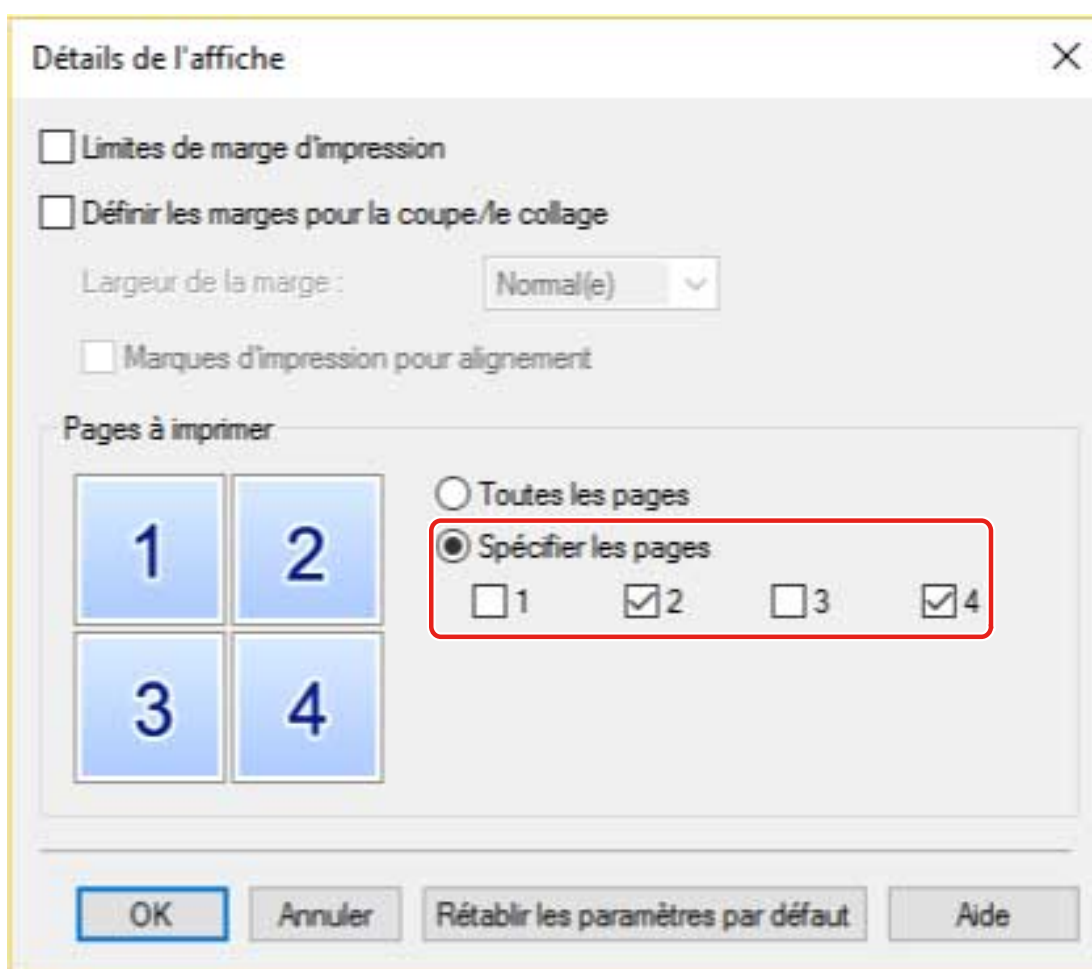 Détails de l'affiche
Limites de marge d'impression
Définir les marges pour la coupe/le collage
Largeur de la marge : Normal(e)
Marques d'impression pour alignement
Pages à imprimer
1 2
3 4
Toutes les pages
Spécifier les pages
1 2 3 4
OK Annuler Rétablir les paramètres par défaut Aide